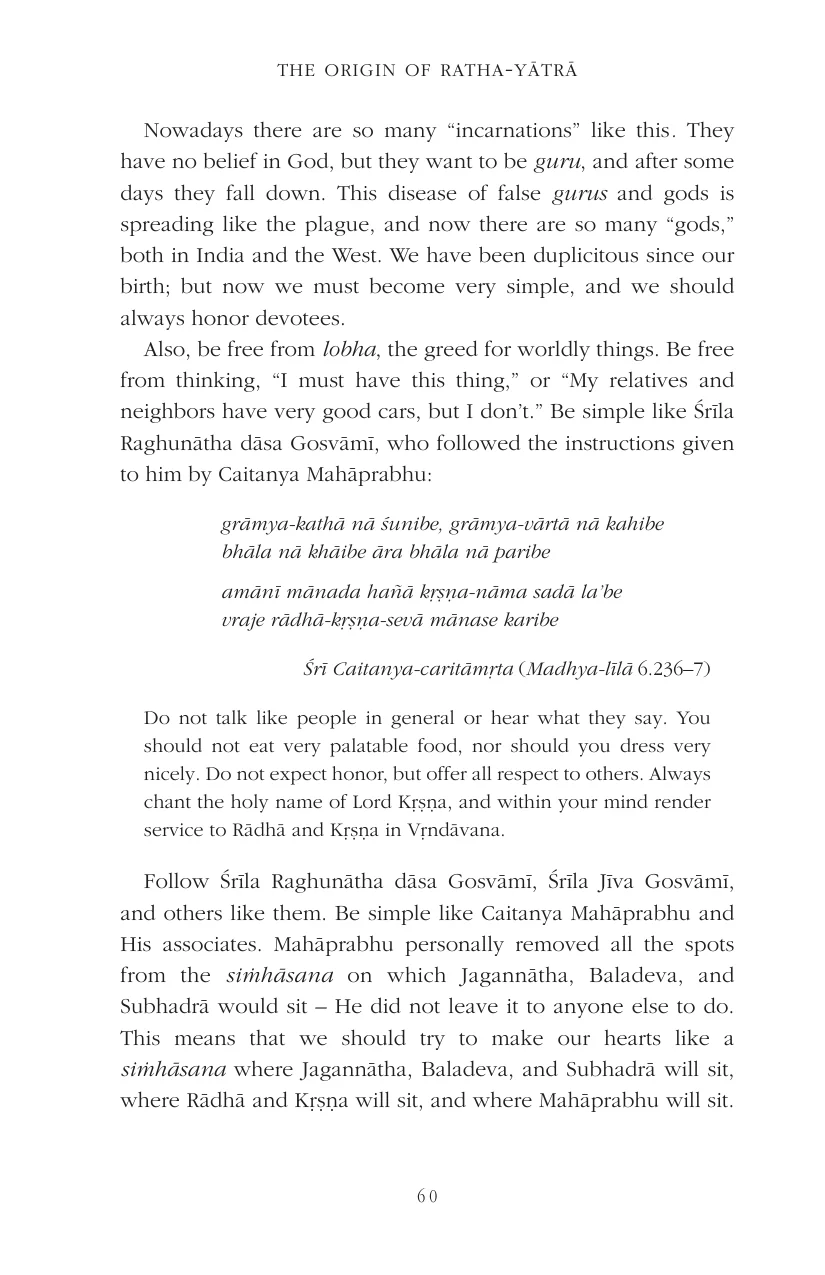 THE ORIGIN OF RATHA-YĀTRĀ
Nowadays there are so many “incarnations” like this. They
have no belief in God, but they want to be guru, and after some
days they fall down. This disease of false gurus and gods is
spreading like the plague, and now there are so many “gods,”
both in India and the West. We have been duplicitous since our
birth; but now we must become very simple, and we should
always honor devotees.
Also, be free from lobha, the greed for worldly things. Be free
from thinking, “I must have this thing,” or “My relatives and
neighbors have very good cars, but I don’t.” Be simple like Śrīla
Raghunātha dāsa Gosvāmī, who followed the instructions given
to him by Caitanya Mahāprabhu:
grāmya-kathā nā śunibe, grāmya-vārtā nā kahibe
bhāla nā khāibe āra bhāla nā paribe
amānī mānada hañā kṛṣṇa-nāma sadā la’be
vraje rādhā-kṛṣṇa-sevā mānase karibe
Śrī Caitanya-caritāmṛta (Madhya-līlā 6.236–7)
Do not talk like people in general or hear what they say. You
should not eat very palatable food, nor should you dress very
nicely. Do not expect honor, but offer all respect to others. Always
chant the holy name of Lord Kṛṣṇa, and within your mind render
service to Rādhā and Kṛṣṇa in Vṛndāvana.
Follow Śrīla Raghunātha dāsa Gosvāmī, Śrīla Jīva Gosvāmī,
and others like them. Be simple like Caitanya Mahāprabhu and
His associates. Mahāprabhu personally removed all the spots
from the siṁhāsana on which Jagannātha, Baladeva, and
Subhadrā would sit – He did not leave it to anyone else to do.
This means that we should try to make our hearts like a
siṁhāsana where Jagannātha, Baladeva, and Subhadrā will sit,
where Rādhā and Kṛṣṇa will sit, and where Mahāprabhu will sit.
60